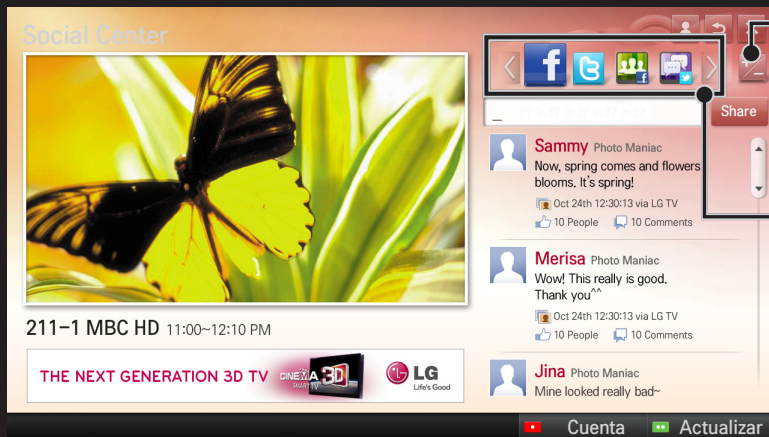 Social Center
Share
Sammy Photo Maniac
Now, spring comes and flowers
blooms. It's spring!
Oct 24th 12:30:13 via LG TV
10 People 10 Comments
Merisa Photo Maniac
Wow! This really is good.
Thank you^^
Oct 24th 12:30:13 via LG TV
10 People 10 Comments
Jina Photo Maniac
Mine looked really bad~
211-1 MBC HD 11:00~12:10 PM
THE NEXT GENERATION 3D TV CINEMA 3D SMART TV LG
Life's Good
Cuenta Actualizar